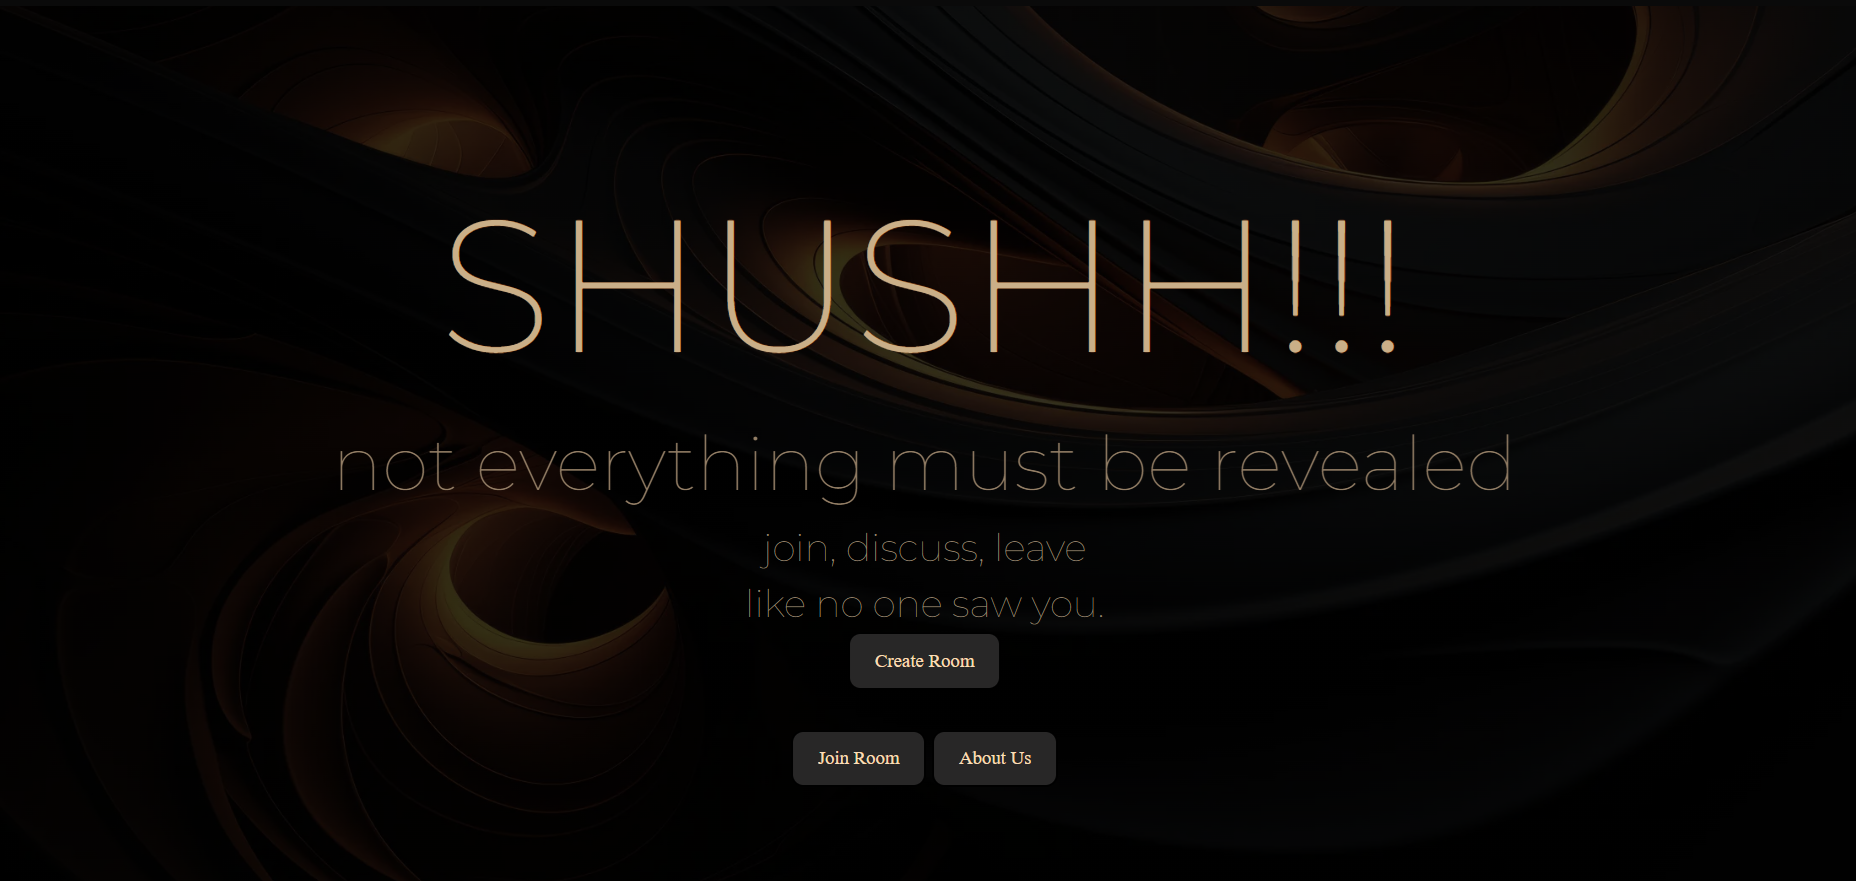 SHUSHH!!!
not everything must be revealed
join, discuss, leave
like no one saw you.
Create Room
Join Room About Us